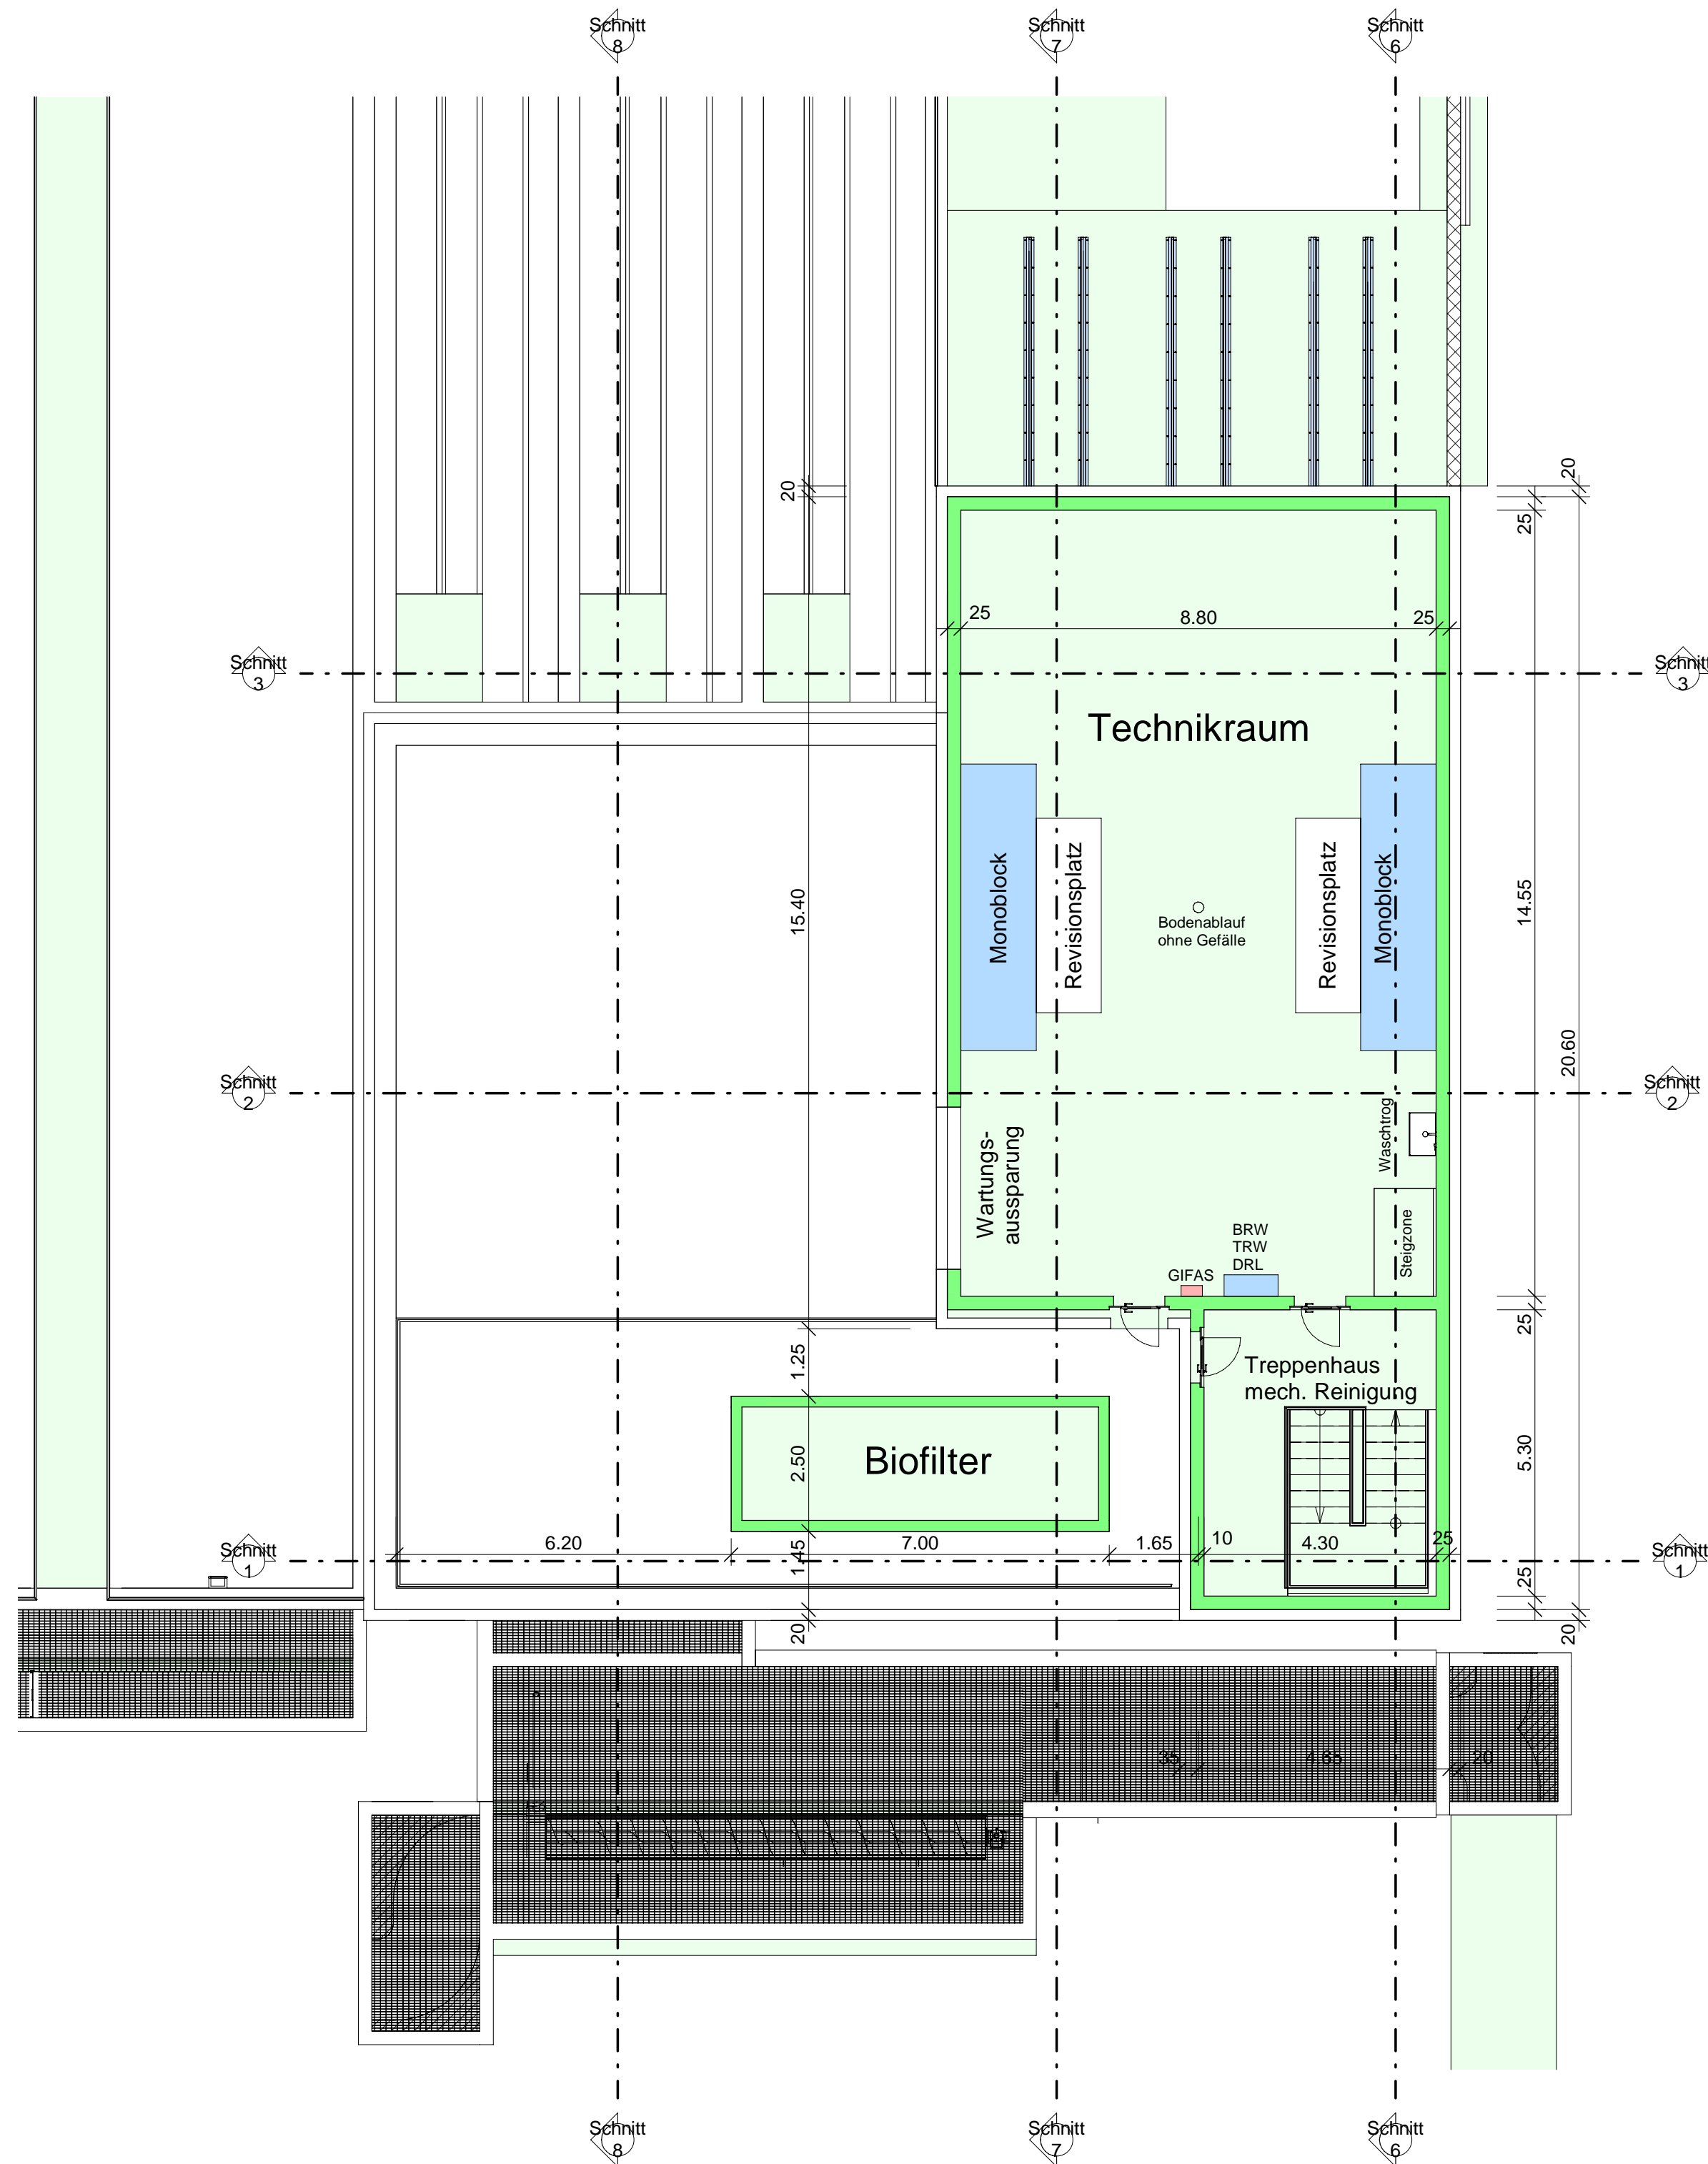 Schnitt
8
Schnitt
7
Schnitt
6
20
20
25
25
8.80
25
Schnitt
3
Schnitt
3
Technikraum
Monoblock
Revisionsplatz
Revisionsplatz
Monoblock
Bodenablauf
ohne Gefälle
15.40
14.55
20.60
Schnitt
2
Schnitt
2
Waschtrog
Wartungs-
aussparung
Steigzone
BRW
TRW
DRL
GIFAS
25
1.25
Treppenhaus
mech. Reinigung
Biofilter
2.50
5.30
Schnitt
1
6.20
7.00
1.65
10
4.30
25
Schnitt
1
1.45
25
20
20
35
4.85
20
Schnitt
8
Schnitt
7
Schnitt
6